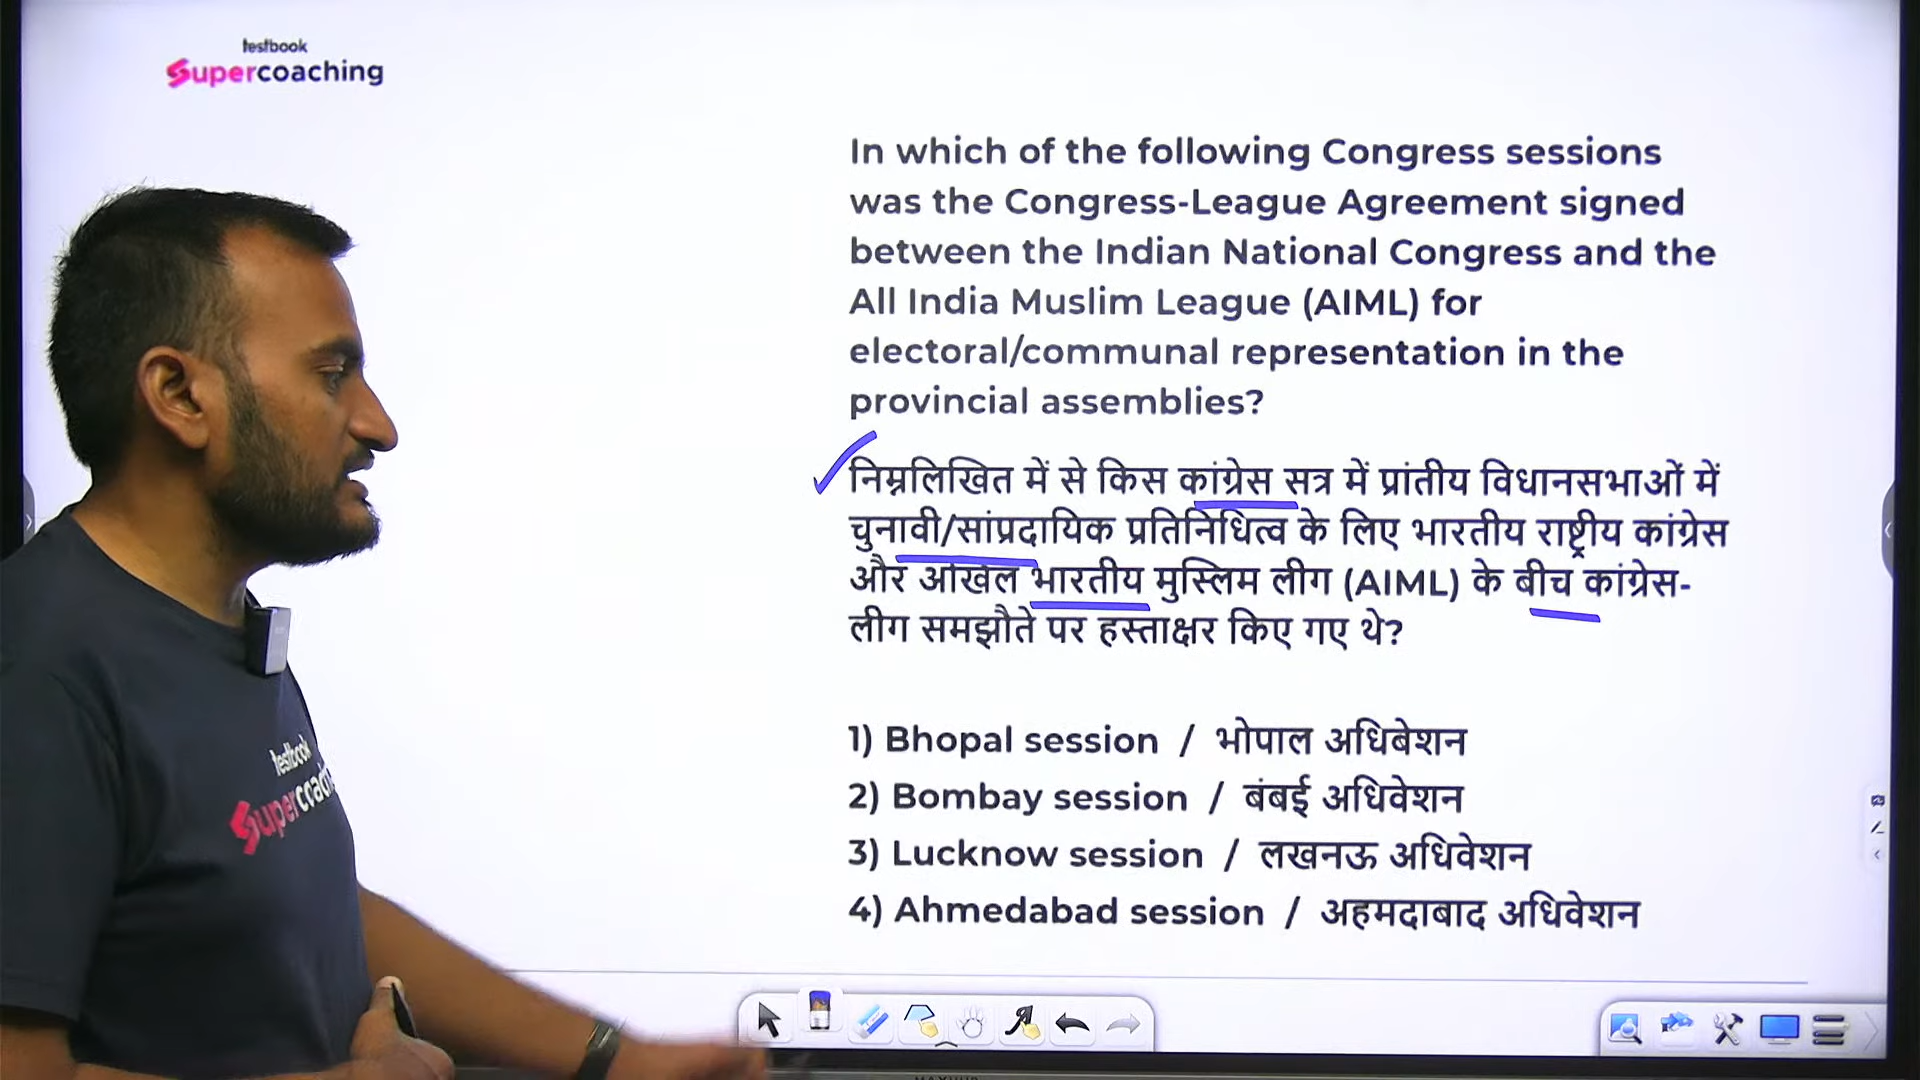 testbook
Supercoaching
In which of the following Congress sessions
was the Congress-League Agreement signed
between the Indian National Congress and the
All India Muslim League (AIML) for
electoral/communal representation in the
provincial assemblies?
निम्नलिखित में से किस कांग्रेस सत्र में प्रांतीय विधानसभाओं में
चुनावी/सांप्रदायिक प्रतिनिधित्व के लिए भारतीय राष्ट्रीय कांग्रेस
और अखिल भारतीय मुस्लिम लीग (AIML) के बीच कांग्रेस-
लीग समझौते पर हस्ताक्षर किए गए थे?
1) Bhopal session / भोपाल अधिबेशन
2) Bombay session / बंबई अधिवेशन
3) Lucknow session / लखनऊ अधिवेशन
4) Ahmedabad session / अहमदाबाद अधिवेशन
testbook
Supercoach